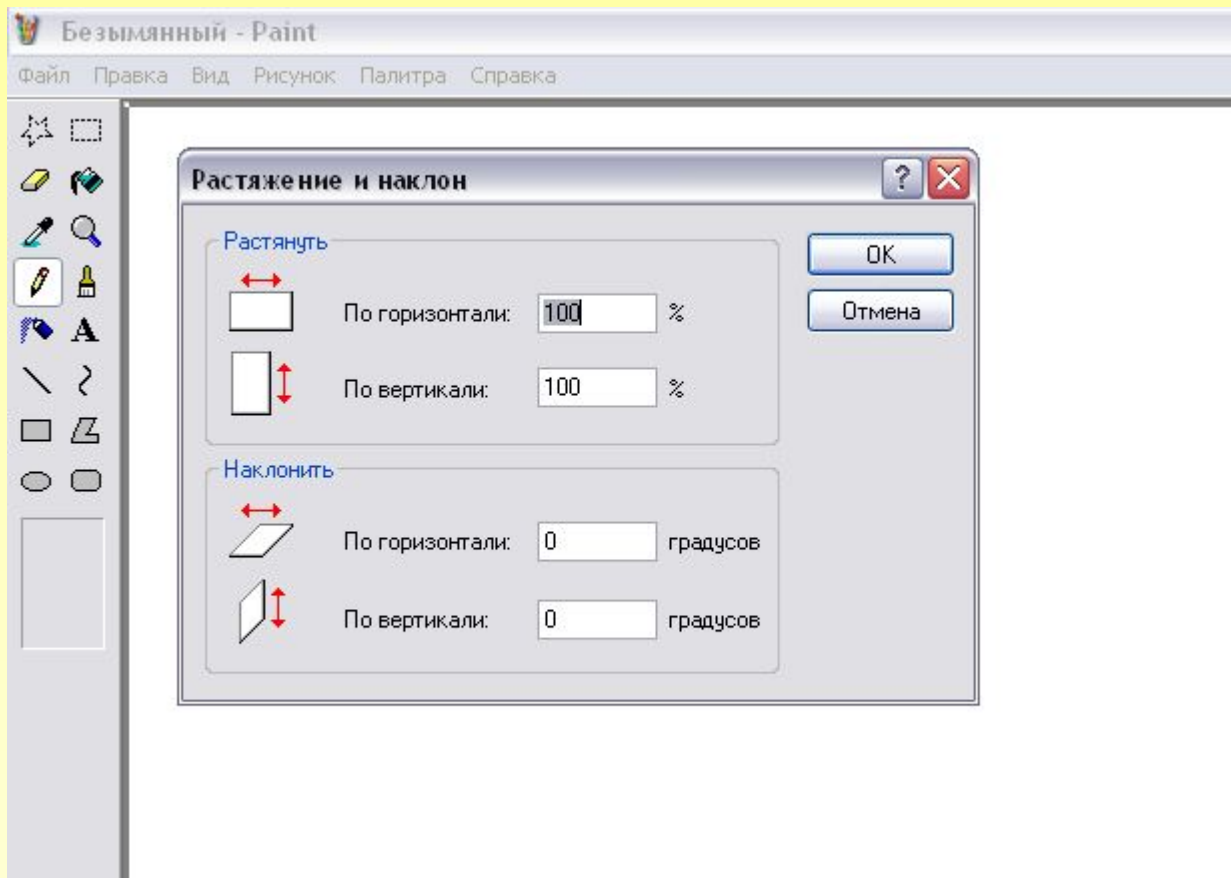 Безымянный - Paint
Файл Правка Вид Рисунок Палитра Справка
A
Растяжение и наклон
?
Растянуть
OK
По горизонтали: 100 %
Отмена
По вертикали: 100 %
Наклонить
По горизонтали: 0 градусов
По вертикали: 0 градусов